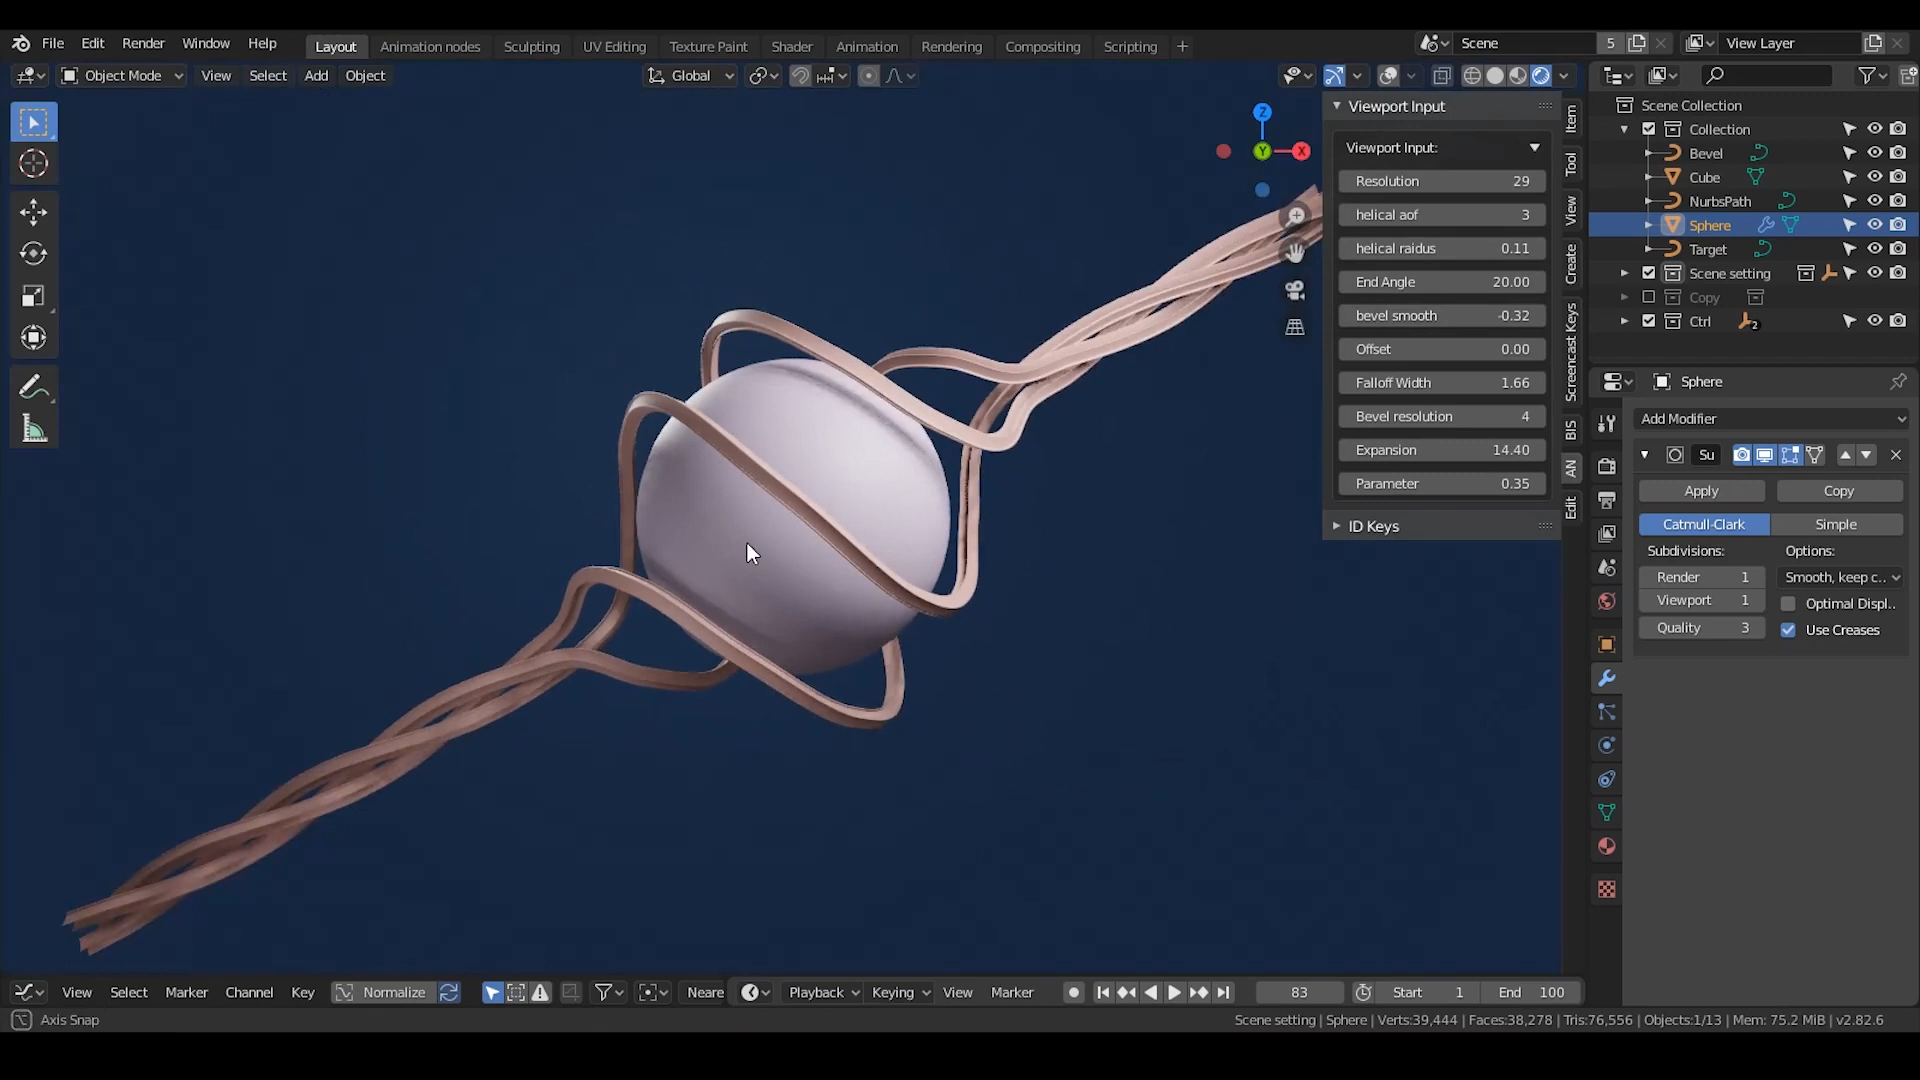 File Edit Render Window Help Layout Animation nodes Sculpting UV Editing Texture Paint Shader Animation Rendering Compositing Scripting + Scene 5 View Layer
Object Mode View Select Add Object Global
Z
Y X
Viewport Input
Viewport Input:
Resolution 29
helical aof 3
helical raidus 0.11
End Angle 20.00
bevel smooth -0.32
Offset 0.00
Falloff Width 1.66
Bevel resolution 4
Expansion 14.40
Parameter 0.35
ID Keys
Item
Tool
View
Create
Screencast Keys
BIS
AN
Edit
Scene Collection
Collection
Bevel
Cube
NurbsPath
Sphere
Target
Scene setting
Copy
Ctrl 2
Sphere
Add Modifier
Su
Apply Copy
Catmull-Clark Simple
Subdivisions: Options:
Render 1 Smooth, keep c..
Viewport 1 Optimal Displ..
Quality 3 Use Creases
View Select Marker Channel Key Normalize Neare Playback Keying View Marker 83 Start 1 End 100
Axis Snap Scene setting | Sphere | Verts:39,444 | Faces:38,278 | Tris:76,556 | Objects:1/13 | Mem: 75.2 MiB | v2.82.6